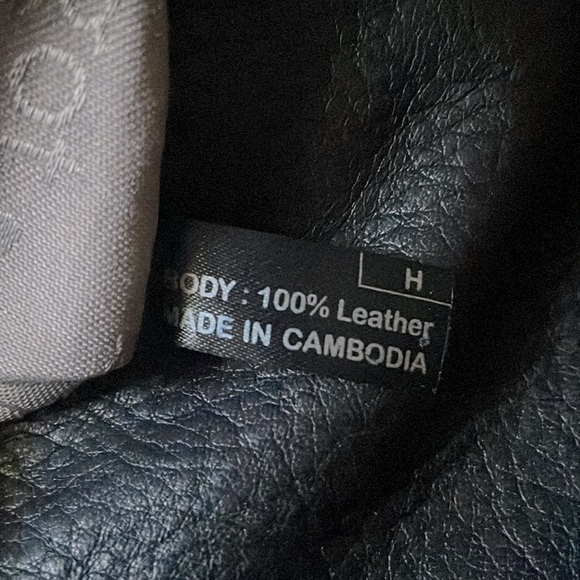 H
BODY : 100% Leather
MADE IN CAMBODIA